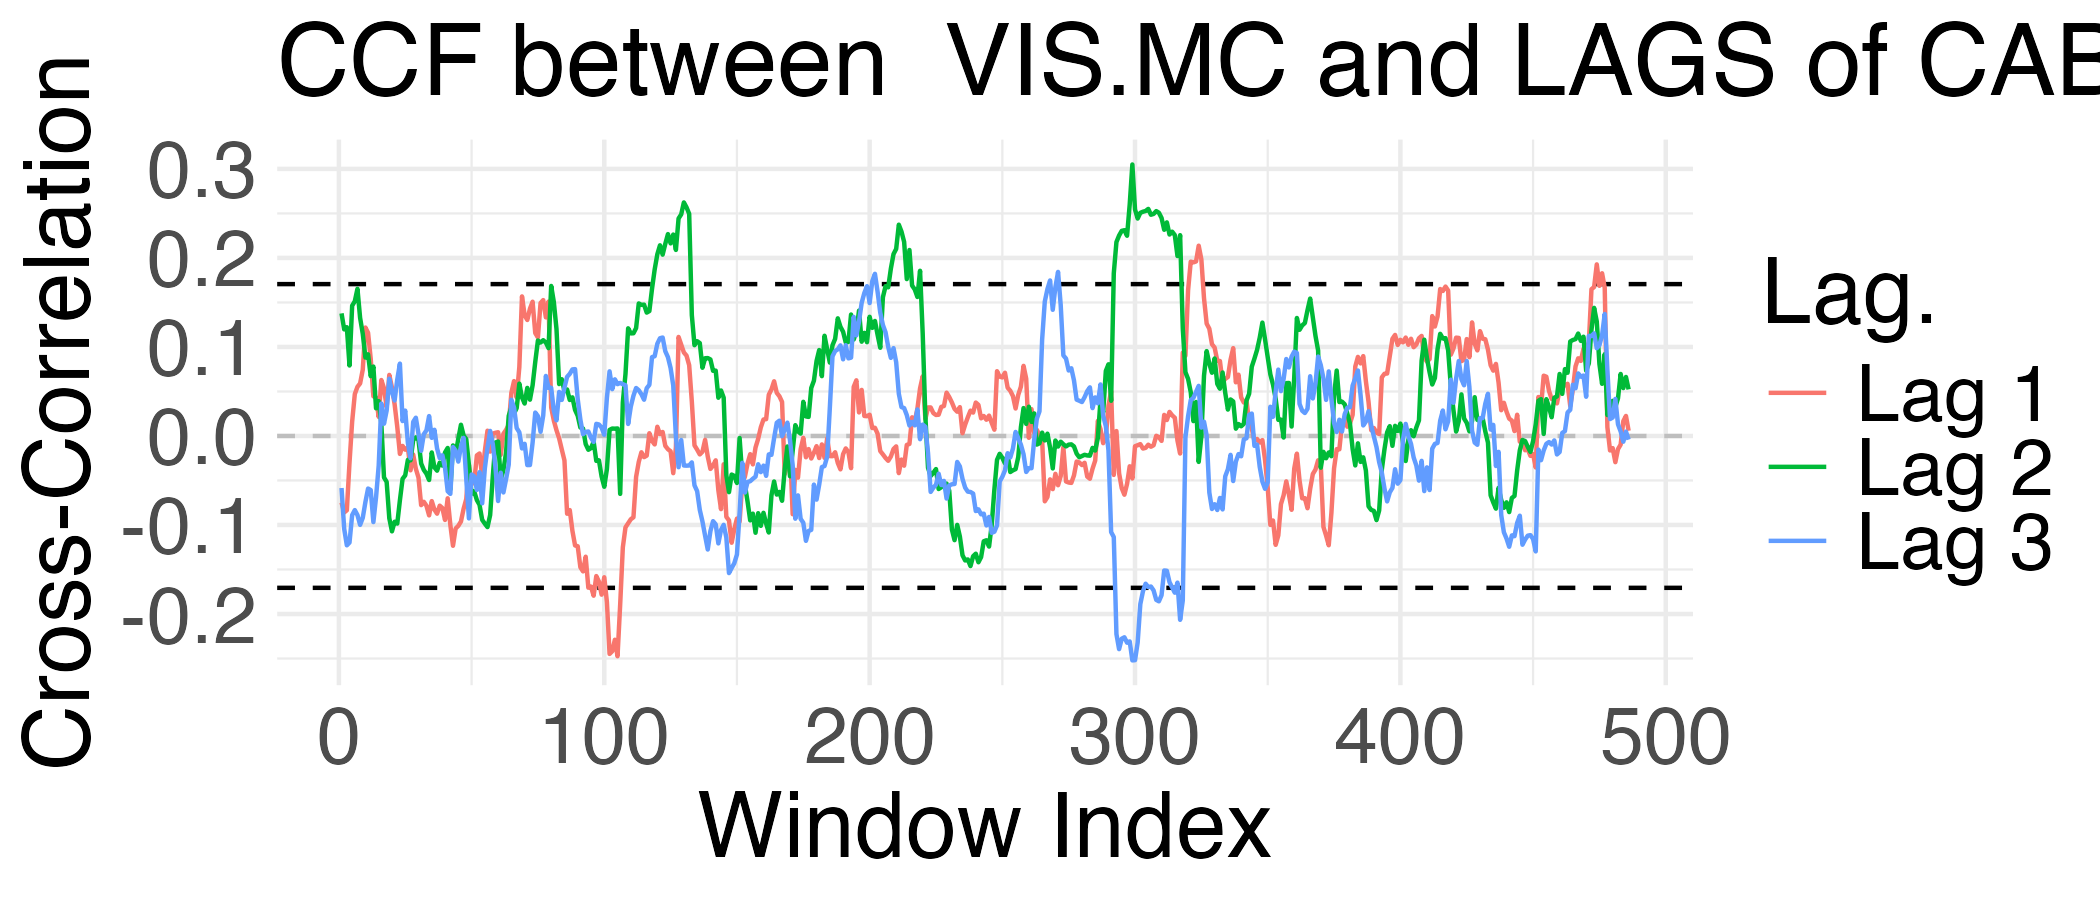 CCF between  VIS.MC and LAGS of CAB
Cross-Correlation
0.3
0.2
0.1
0.0
-0.1
-0.2
0 100 200 300 400 500
Window Index
Lag.
Lag 1
Lag 2
Lag 3